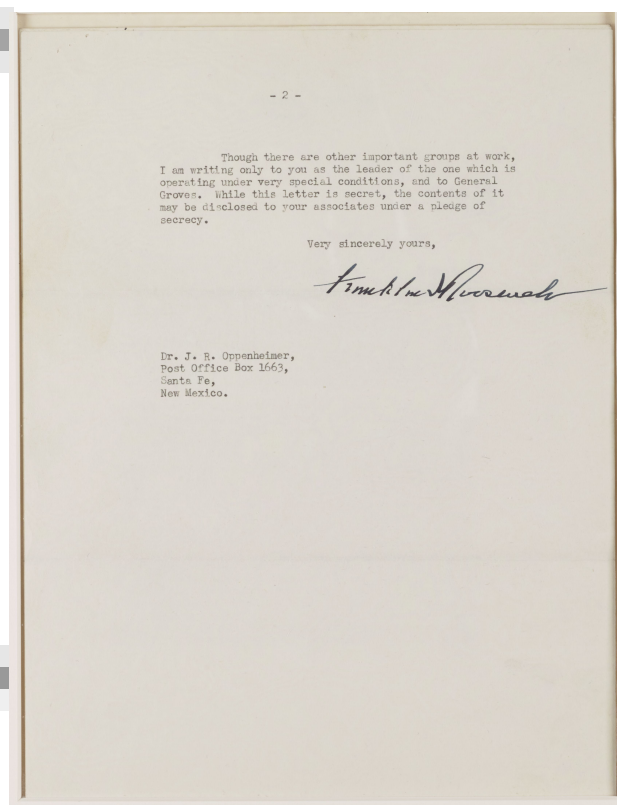 - 2 -
Though there are other important groups at work,
I am writing only to you as the leader of the one which is
operating under very special conditions, and to General
Groves. While this letter is secret, the contents of it
may be disclosed to your associates under a pledge of
secrecy.
Very sincerely yours,
Franklin D Roosevelt
Dr. J. R. Oppenheimer,
Post Office Box 1663,
Santa Fe,
New Mexico.